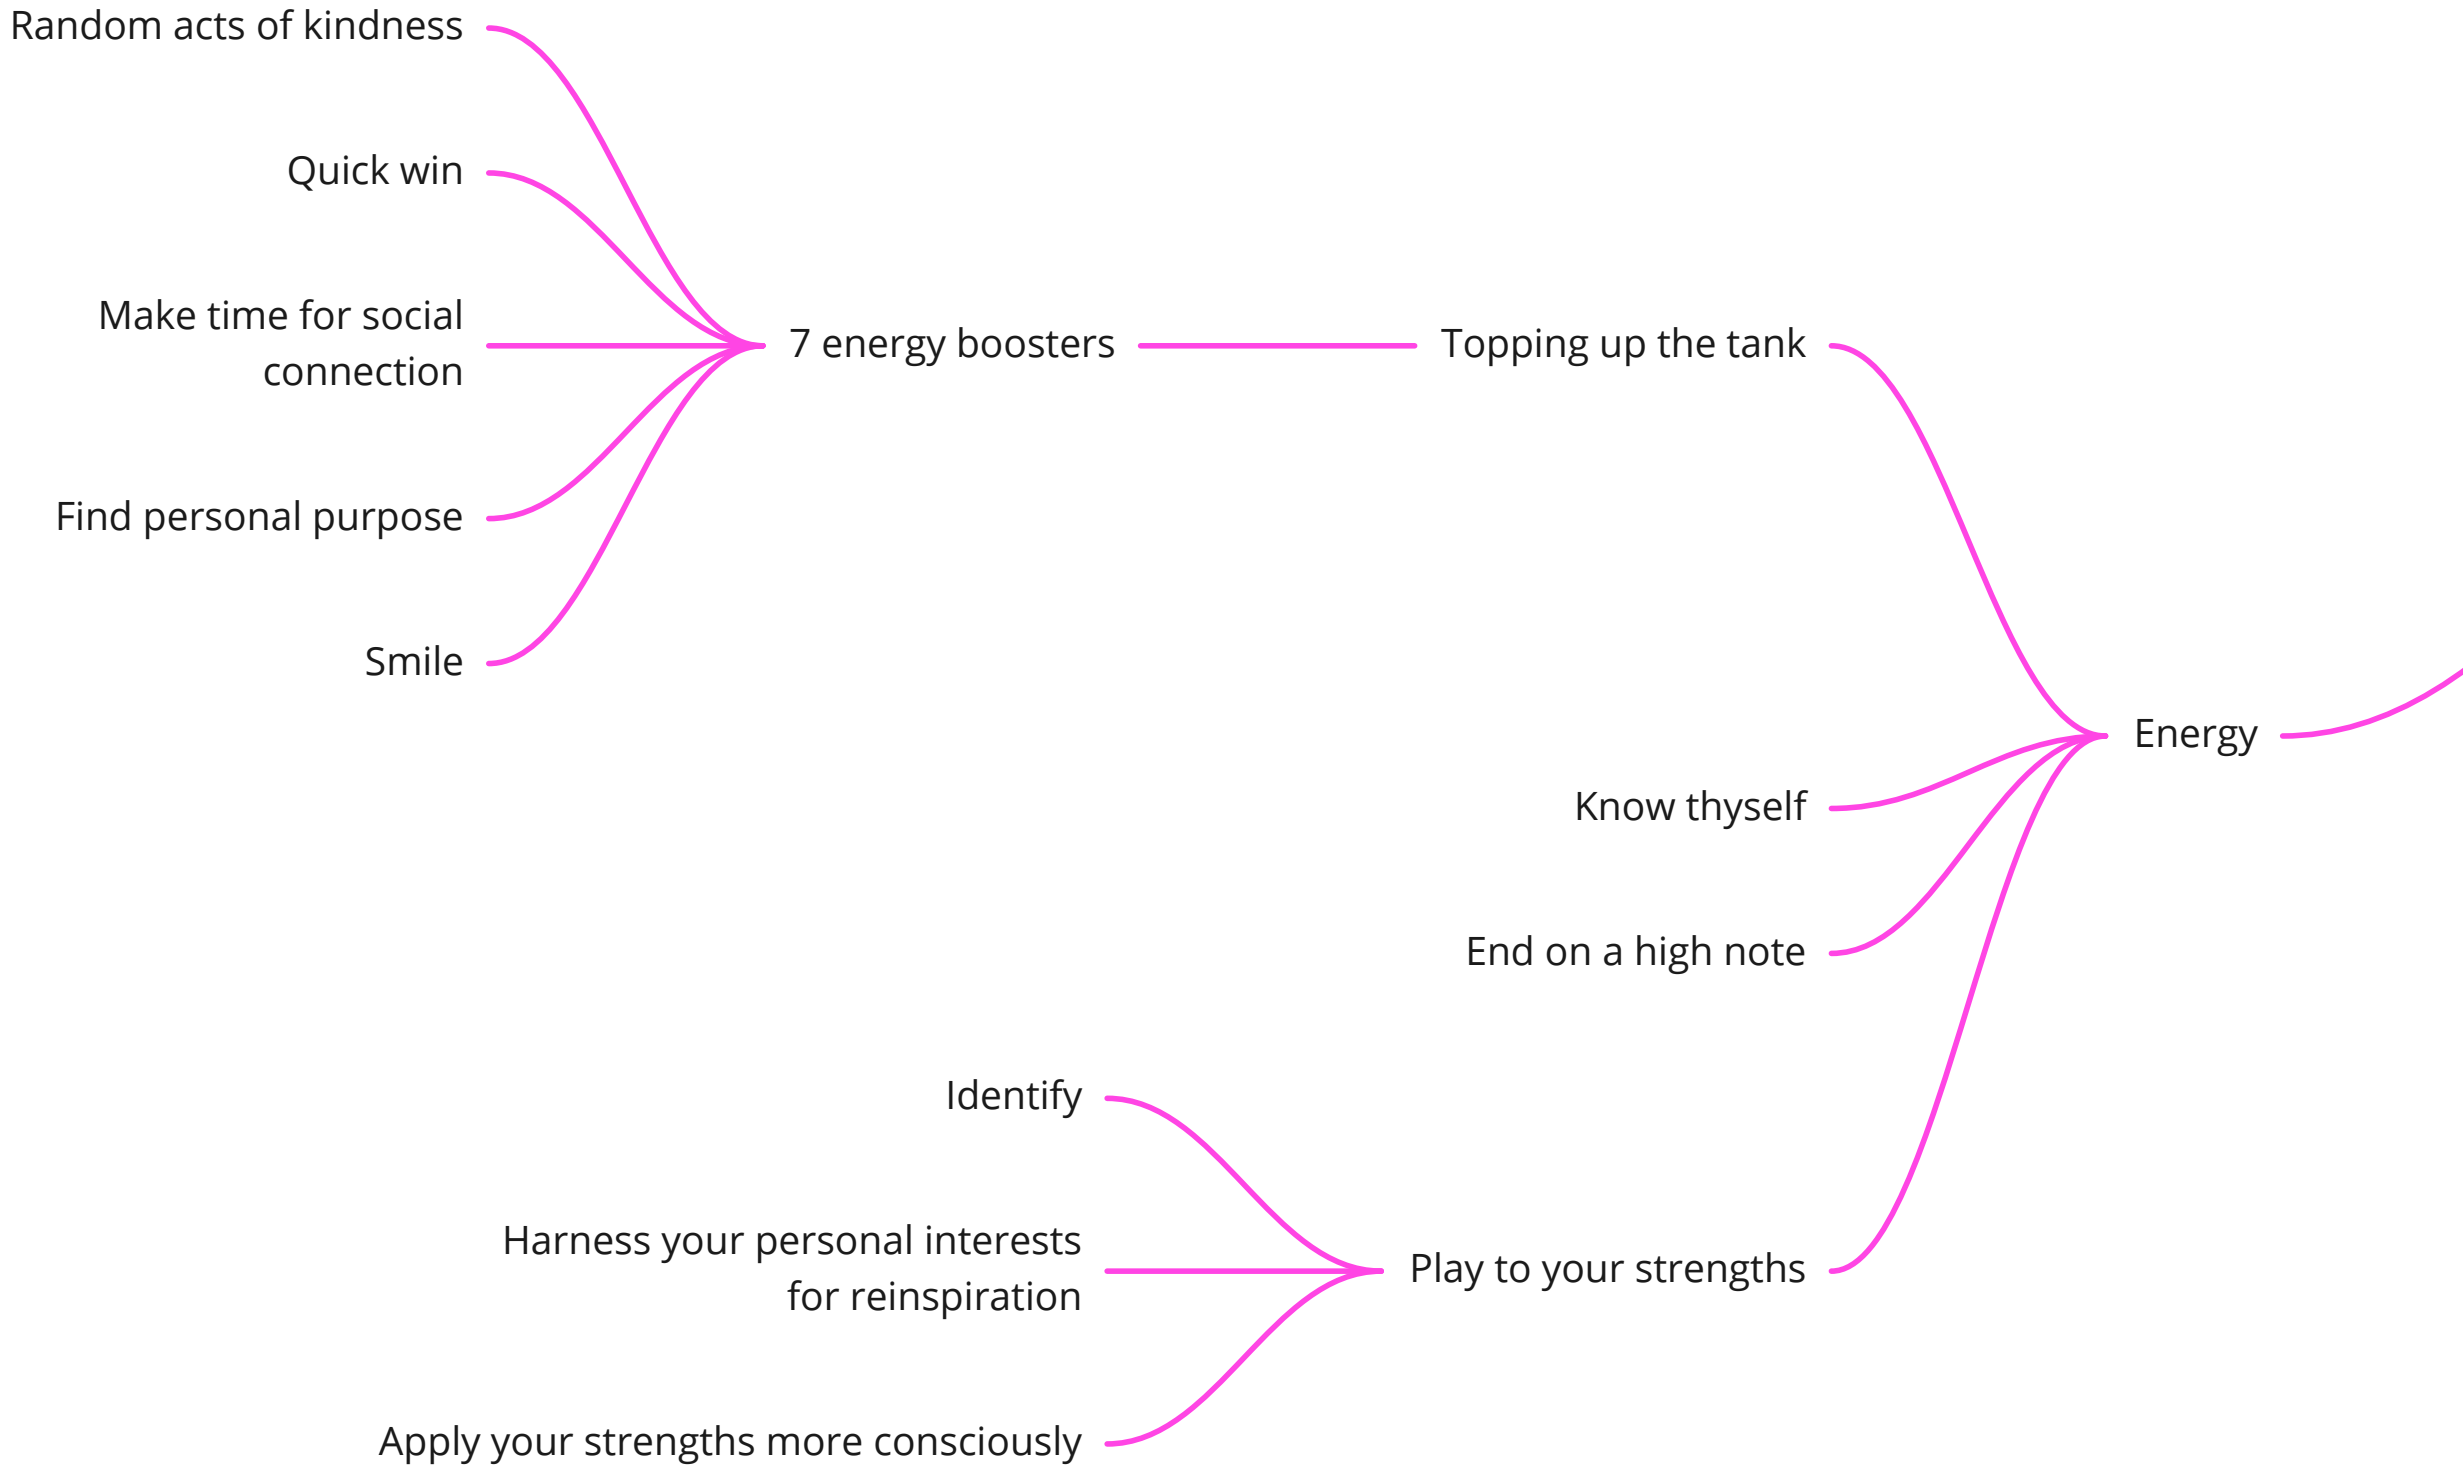 Random acts of kindness
Quick win
Make time for social
connection
Find personal purpose
Smile
7 energy boosters
Topping up the tank
Energy
Know thyself
End on a high note
Identify
Harness your personal interests
for reinspiration
Apply your strengths more consciously
Play to your strengths